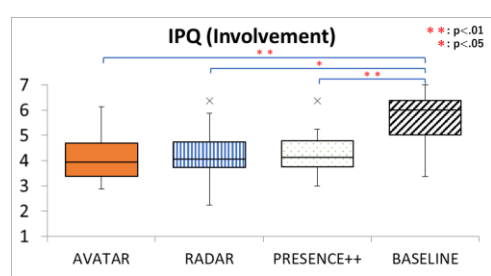 IPQ (Involvement)
**: p<.01
*: p<.05
**
*
**
7
6
5
4
3
2
1
AVATAR RADAR PRESENCE++ BASELINE